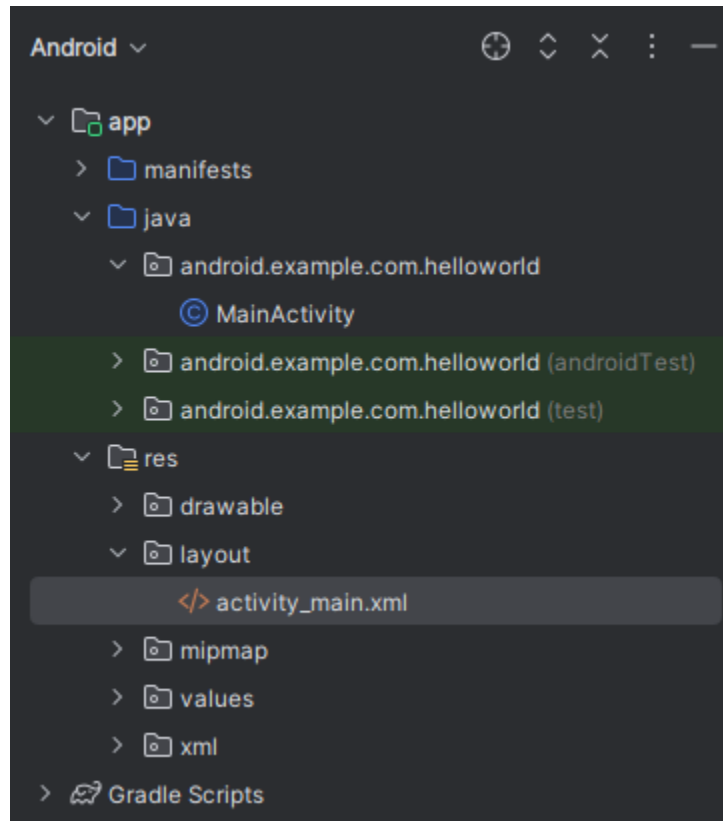 Android
app
manifests
java
android.example.com.helloworld
MainActivity
android.example.com.helloworld (androidTest)
android.example.com.helloworld (test)
res
drawable
layout
activity_main.xml
mipmap
values
xml
Gradle Scripts